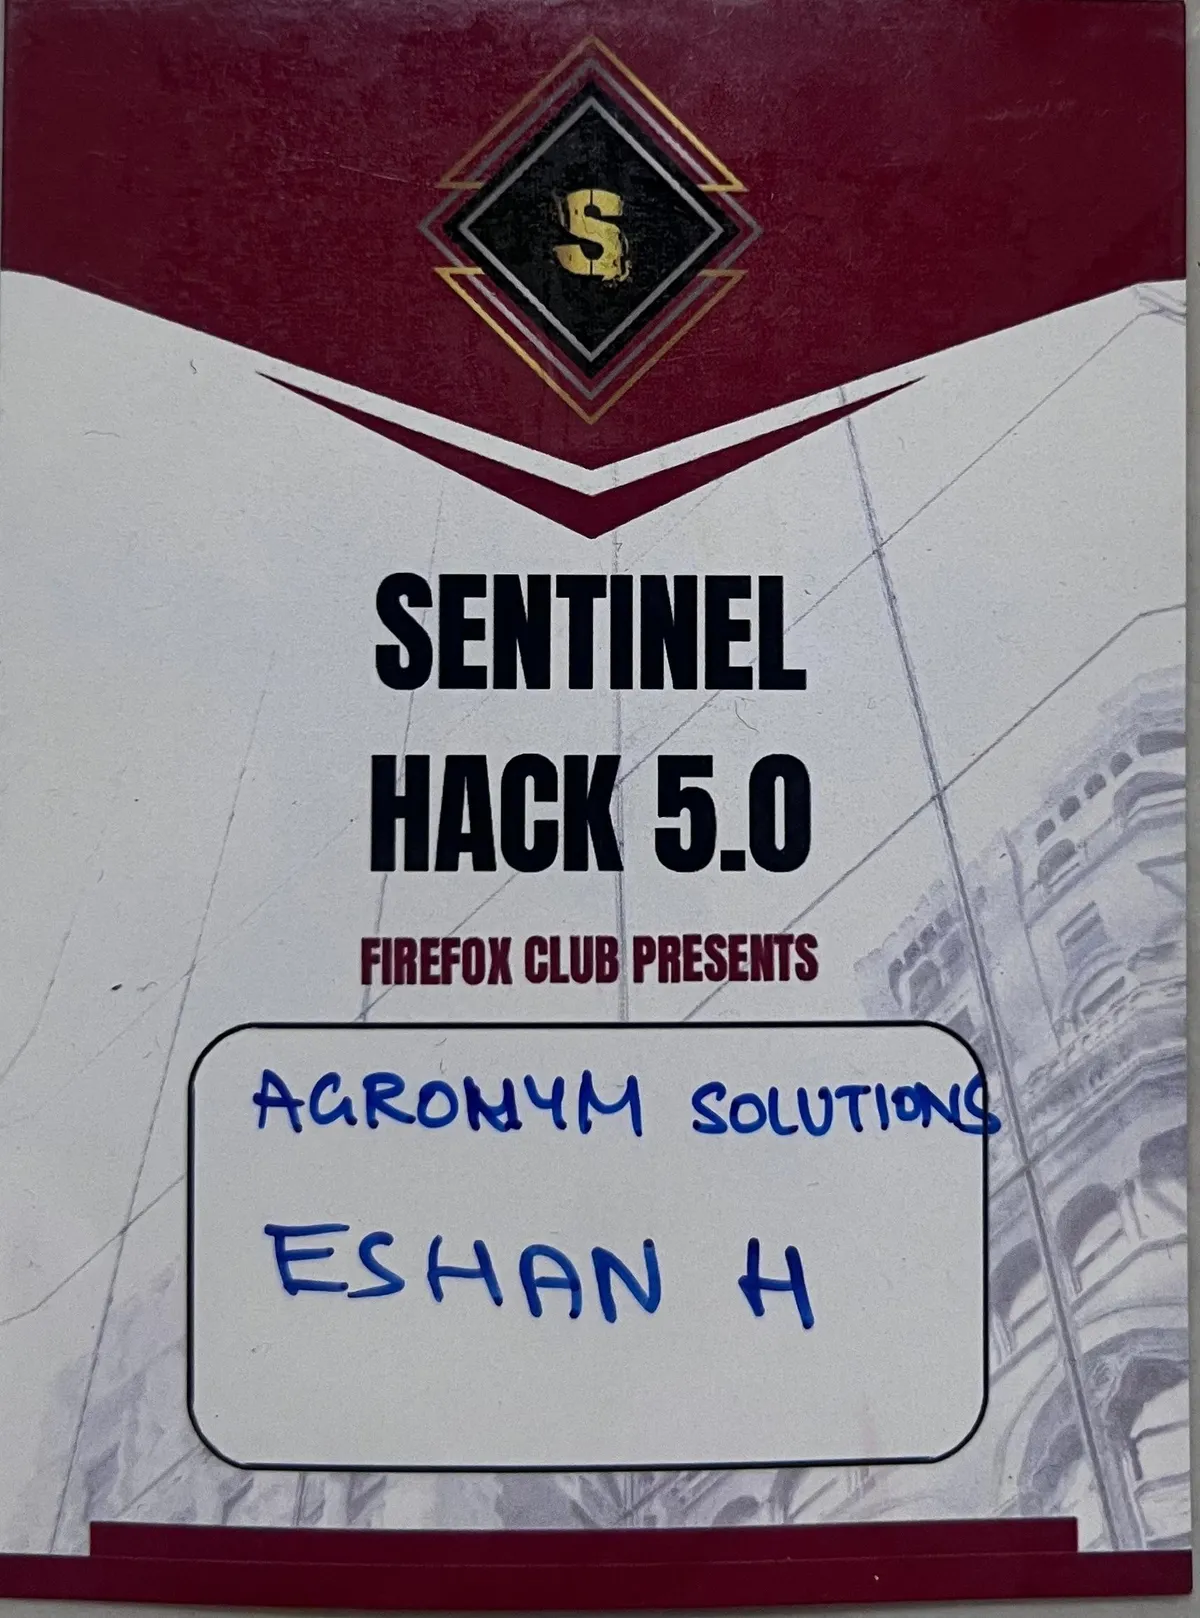 S
SENTINEL
HACK 5.0
FIREFOX CLUB PRESENTS
AGRONYM SOLUTIONS
ESHAN H